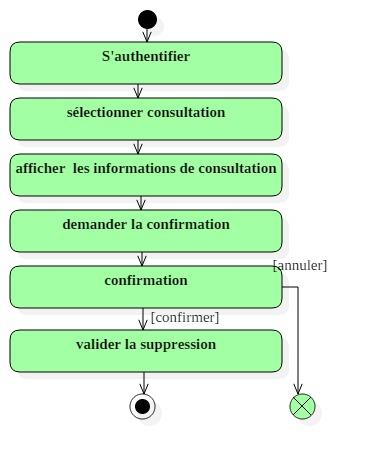 S'authentifier
sélectionner consultation
afficher  les informations de consultation
demander la confirmation
[annuler]
confirmation
[confirmer]
valider la suppression